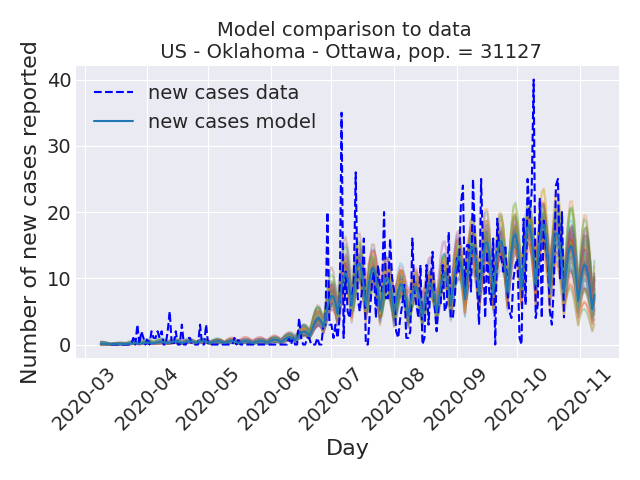 Model comparison to data
US - Oklahoma - Ottawa, pop. = 31127
Number of new cases reported
40
30
20
10
0
new cases data
new cases model
2020-03
2020-04
2020-05
2020-06
2020-07
2020-08
2020-09
2020-10
2020-11
Day